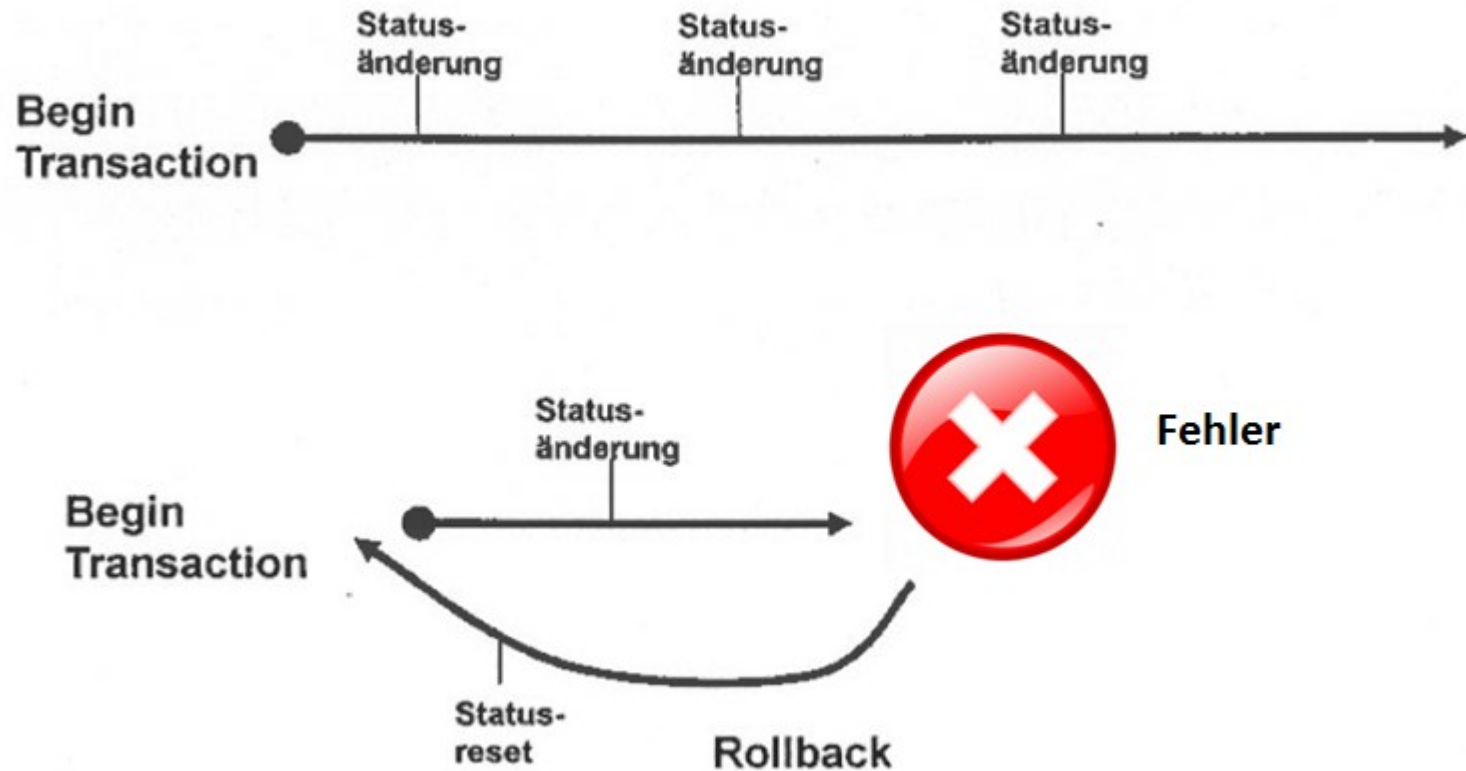 Status-
änderung
Status-
änderung
Status-
änderung
Begin
Transaction
Status-
änderung
Fehler
Begin
Transaction
Status-
reset
Rollback